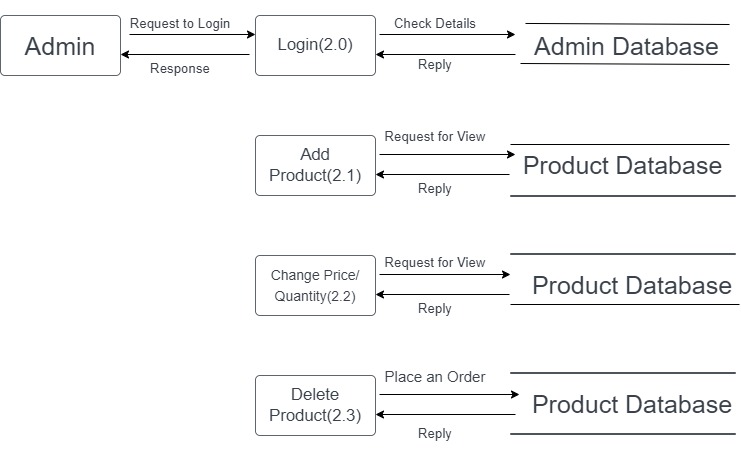 Request to Login
Check Details
Admin
Login(2.0)
Admin Database
Response
Reply
Request for View
Add
Product(2.1)
Product Database
Reply
Request for View
Change Price/
Quantity(2.2)
Product Database
Reply
Place an Order
Delete
Product(2.3)
Product Database
Reply